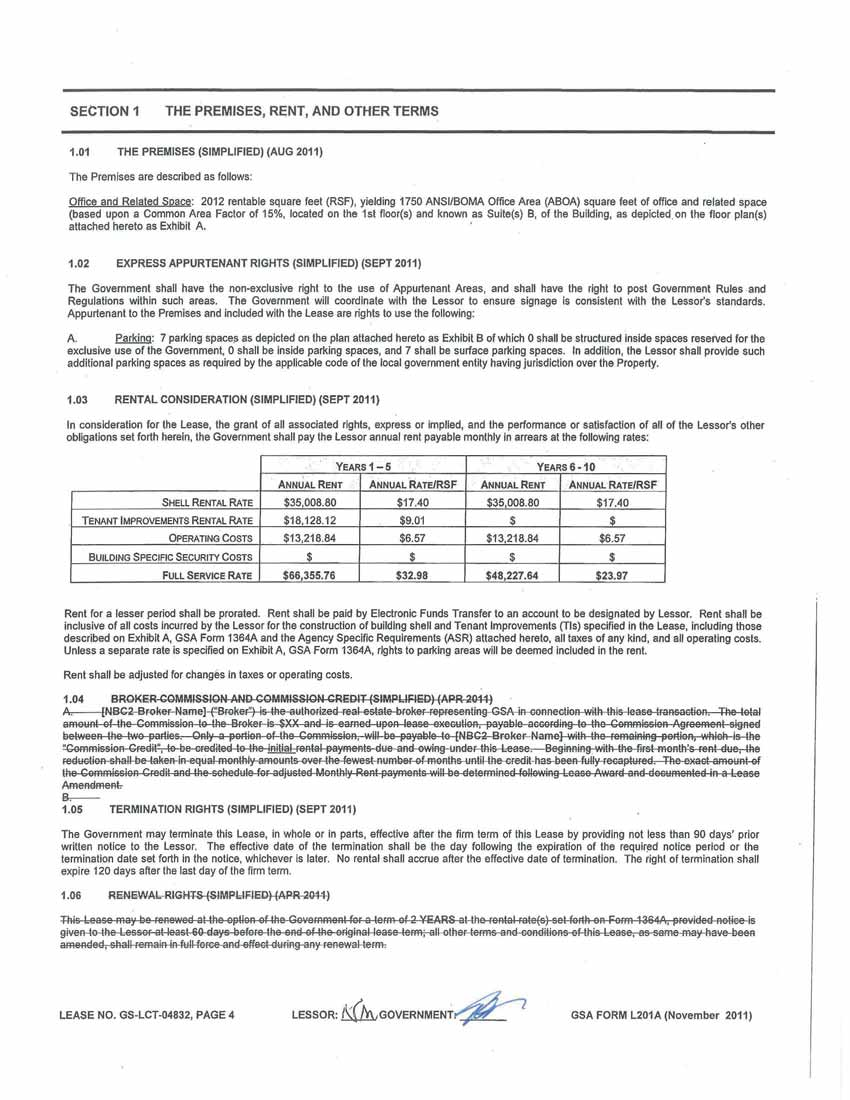 SECTION 1 THE PREMISES, RENT, AND OTHER TERMS
1.01 THE PREMISES (SIMPLIFIED) (AUG 2011)
The Premises are described as follows:
Office and Related Space: 2012 rentable square feet (RSF), yielding 1750 ANSI/BOMA Office Area (ABOA) square feet of office and related space
(based upon a Common Area Factor of 15%, located on the 1st floor(s) and known as Suite(s) B, of the Building, as depicted on the floor plan(s)
attached hereto as Exhibit A.
1.02 EXPRESS APPURTENANT RIGHTS (SIMPLIFIED) (SEPT 2011)
The Government shall have the non-exclusive right to the use of Appurtenant Areas, and shall have the right to post Government Rules and
Regulations within such areas. The Government will coordinate with the Lessor to ensure signage is consistent with the Lessor's standards.
Appurtenant to the Premises and included with the Lease are rights to use the following:
A. Parking: 7 parking spaces as depicted on the plan attached hereto as Exhibit B of which 0 shall be structured inside spaces reserved for the
exclusive use of the Government, 0 shall be inside parking spaces, and 7 shall be surface parking spaces. In addition, the Lessor shall provide such
additional parking spaces as required by the applicable code of the local government entity having jurisdiction over the Property.
1.03 RENTAL CONSIDERATION (SIMPLIFIED) (SEPT 2011)
In consideration for the Lease, the grant of all associated rights, express or implied, and the performance or satisfaction of all of the Lessor's other
obligations set forth herein, the Government shall pay the Lessor annual rent payable monthly in arrears at the following rates:
YEARS 1 – 5 YEARS 6 - 10
ANNUAL RENT ANNUAL RATE/RSF ANNUAL RENT ANNUAL RATE/RSF
SHELL RENTAL RATE $35,008.80 $17.40 $35,008.80 $17.40
TENANT IMPROVEMENTS RENTAL RATE $18,128.12 $9.01 $ $
OPERATING COSTS $13,218.84 $6.57 $13,218.84 $6.57
BUILDING SPECIFIC SECURITY COSTS $ $ $ $
FULL SERVICE RATE $66,355.76 $32.98 $48,227.64 $23.97
Rent for a lesser period shall be prorated. Rent shall be paid by Electronic Funds Transfer to an account to be designated by Lessor. Rent shall be
inclusive of all costs incurred by the Lessor for the construction of building shell and Tenant Improvements (TIs) specified in the Lease, including those
described on Exhibit A, GSA Form 1364A and the Agency Specific Requirements (ASR) attached hereto, all taxes of any kind, and all operating costs.
Unless a separate rate is specified on Exhibit A, GSA Form 1364A, rights to parking areas will be deemed included in the rent.
Rent shall be adjusted for changes in taxes or operating costs.
1.04 BROKER COMMISSION AND COMMISSION CREDIT (SIMPLIFIED) (APR 2011)
A. [NBC2 Broker Name] ("Broker") is the authorized real estate broker representing GSA in connection with this lease transaction. The total
amount of the Commission to the Broker is $XX and is earned upon lease execution, payable according to the Commission Agreement signed
between the two parties. Only a portion of the Commission, will be payable to [NBC2 Broker Name] with the remaining portion, which is the
"Commission Credit", to be credited to the initial rental payments due and owing under this Lease. Beginning with the first month's rent due, the
reduction shall be taken in equal monthly amounts over the fewest number of months until the credit has been fully recaptured. The exact amount of
the Commission Credit and the schedule for adjusted Monthly Rent payments will be determined following Lease Award and documented in a Lease
Amendment.
B.
1.05 TERMINATION RIGHTS (SIMPLIFIED) (SEPT 2011)
The Government may terminate this Lease, in whole or in parts, effective after the firm term of this Lease by providing not less than 90 days' prior
written notice to the Lessor. The effective date of the termination shall be the day following the expiration of the required notice period or the
termination date set forth in the notice, whichever is later. No rental shall accrue after the effective date of termination. The right of termination shall
expire 120 days after the last day of the firm term.
1.06 RENEWAL RIGHTS (SIMPLIFIED) (APR 2011)
This Lease may be renewed at the option of the Government for a term of 2 YEARS at the rental rate(s) set forth on Form 1364A, provided notice is
given to the Lessor at least 60 days before the end of the original lease term; all other terms and conditions of this Lease, as same may have been
amended, shall remain in full force and effect during any renewal term.
LEASE NO. GS-LCT-04832, PAGE 4 LESSOR: GOVERNMENT: GSA FORM L201A (November 2011)